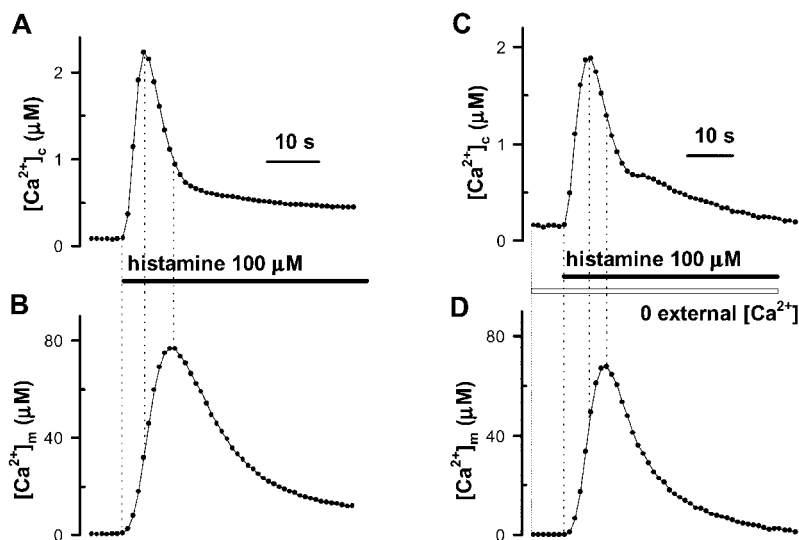 A
[Ca²⁺]c (μM)
2
1
0
10 s
histamine 100 μM
B
[Ca²⁺]m (μM)
80
40
0
C
[Ca²⁺]c (μM)
2
1
0
10 s
histamine 100 μM
0 external [Ca²⁺]
D
[Ca²⁺]m (μM)
80
40
0